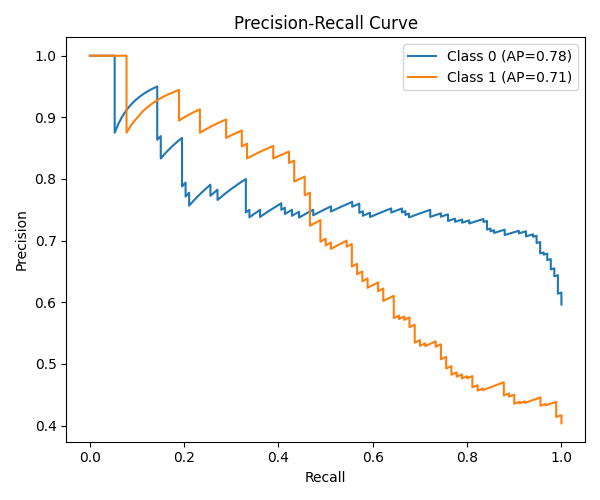 Precision-Recall Curve
Class 0 (AP=0.78)
Class 1 (AP=0.71)
1.0
0.9
0.8
0.7
0.6
0.5
0.4
Precision
0.0 0.2 0.4 0.6 0.8 1.0
Recall